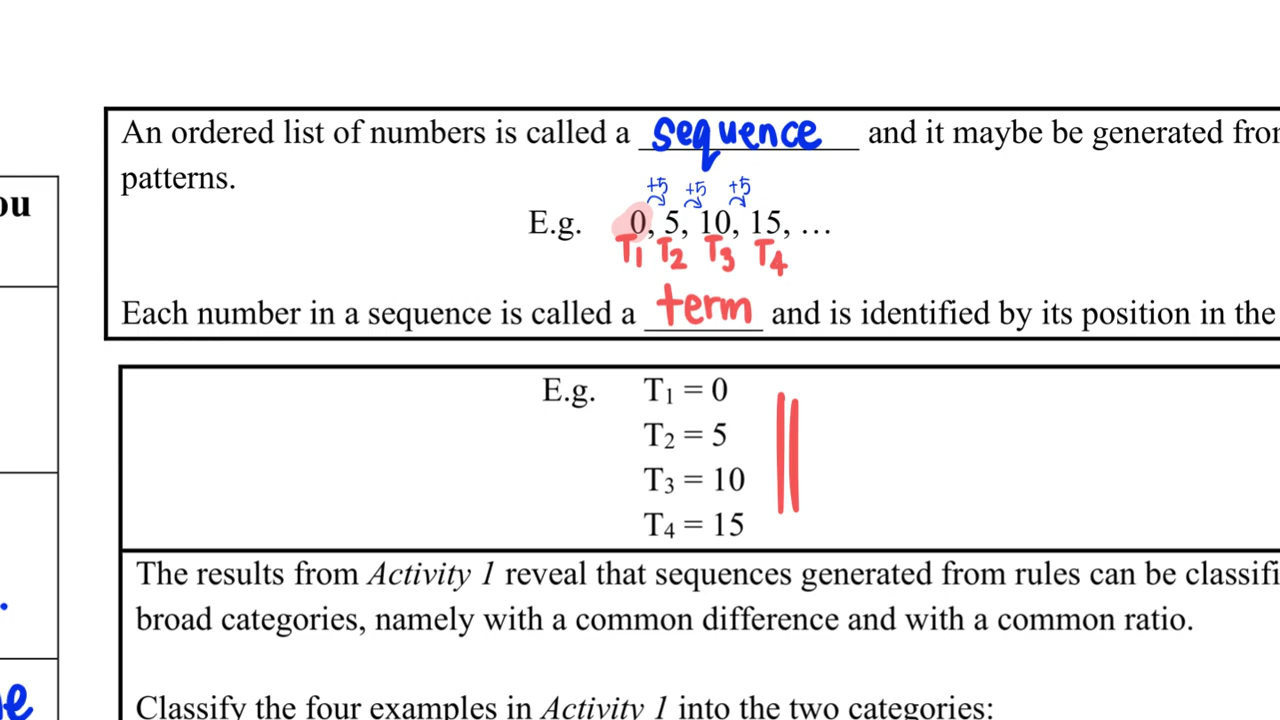 An ordered list of numbers is called a sequence and it maybe be generated from
patterns.
+5 +5 +5
E.g. 0, 5, 10, 15, …
T1 T2 T3 T4
Each number in a sequence is called a term and is identified by its position in the
E.g. T1 = 0
T2 = 5
T3 = 10
T4 = 15
The results from Activity 1 reveal that sequences generated from rules can be
broad categories, namely with a common difference and with a common ratio.
Classify the four examples in Activity 1 into the two categories: